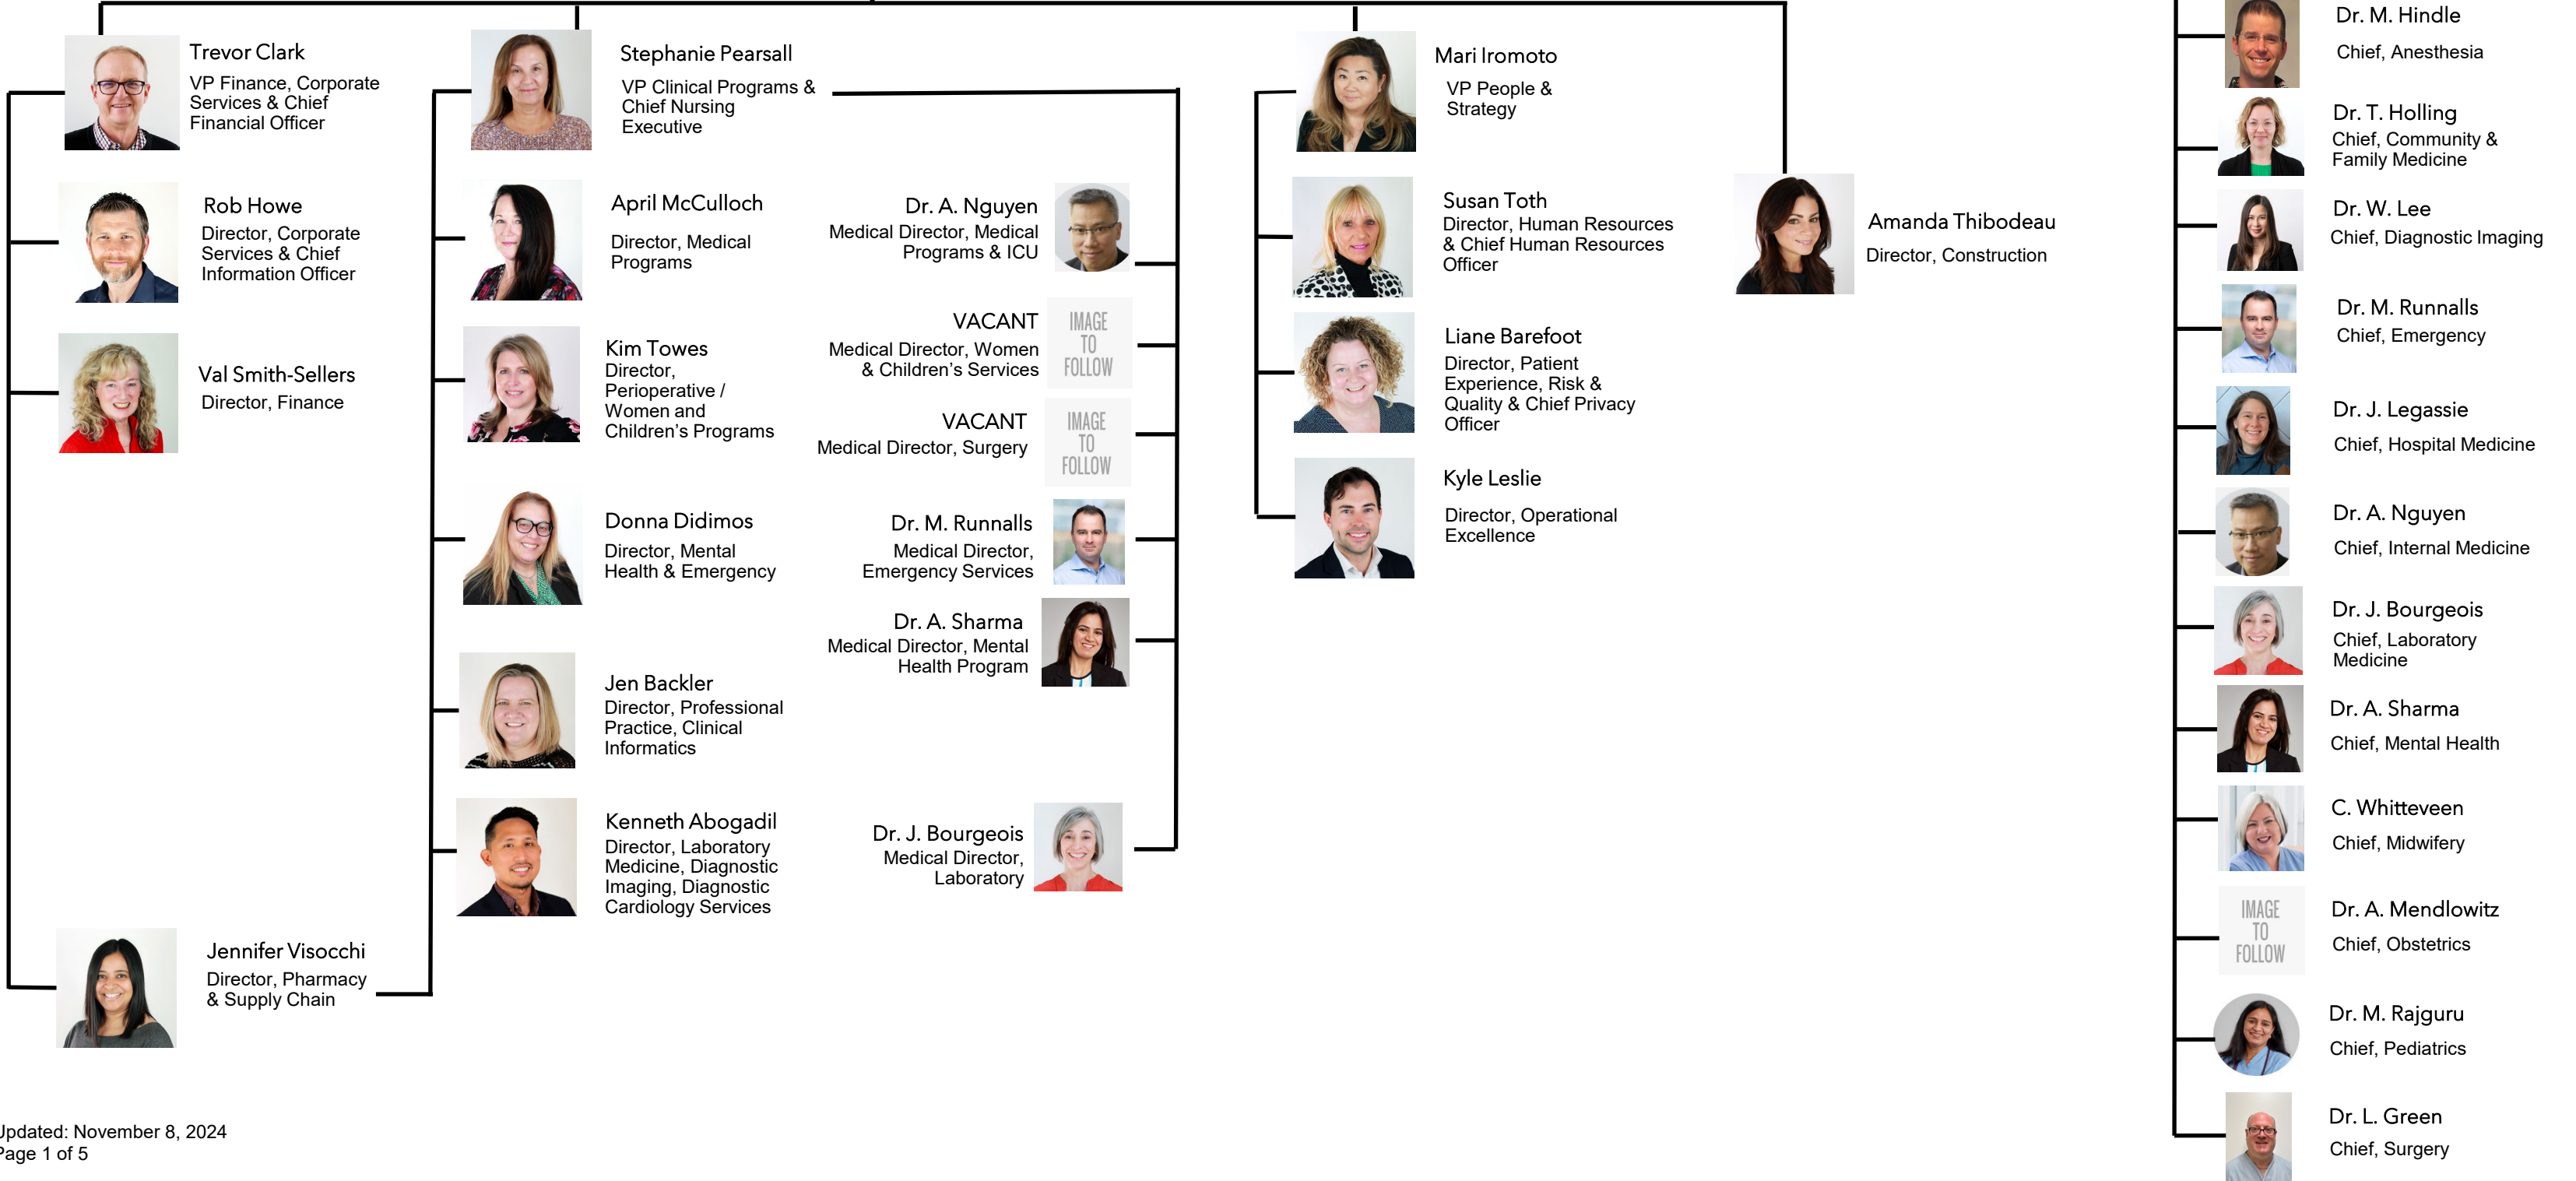 Trevor Clark
VP Finance, Corporate
Services & Chief
Financial Officer
Rob Howe
Director, Corporate
Services & Chief
Information Officer
Val Smith-Sellers
Director, Finance
Jennifer Visocchi
Director, Pharmacy
& Supply Chain
Stephanie Pearsall
VP Clinical Programs &
Chief Nursing
Executive
April McCulloch
Director, Medical
Programs
Kim Towes
Director,
Perioperative /
Women and
Children's Programs
Donna Didimos
Director, Mental
Health & Emergency
Jen Backler
Director, Professional
Practice, Clinical
Informatics
Kenneth Abogadil
Director, Laboratory
Medicine, Diagnostic
Imaging, Diagnostic
Cardiology Services
Dr. A. Nguyen
Medical Director, Medical
Programs & ICU
VACANT
Medical Director, Women
& Children's Services
IMAGE
TO
FOLLOW
VACANT
Medical Director, Surgery
IMAGE
TO
FOLLOW
Dr. M. Runnalls
Medical Director,
Emergency Services
Dr. A. Sharma
Medical Director, Mental
Health Program
Dr. J. Bourgeois
Medical Director,
Laboratory
Mari Iromoto
VP People &
Strategy
Susan Toth
Director, Human Resources
& Chief Human Resources
Officer
Liane Barefoot
Director, Patient
Experience, Risk &
Quality & Chief Privacy
Officer
Kyle Leslie
Director, Operational
Excellence
Amanda Thibodeau
Director, Construction
Dr. M. Hindle
Chief, Anesthesia
Dr. T. Holling
Chief, Community &
Family Medicine
Dr. W. Lee
Chief, Diagnostic Imaging
Dr. M. Runnalls
Chief, Emergency
Dr. J. Legassie
Chief, Hospital Medicine
Dr. A. Nguyen
Chief, Internal Medicine
Dr. J. Bourgeois
Chief, Laboratory
Medicine
Dr. A. Sharma
Chief, Mental Health
C. Whitteveen
Chief, Midwifery
IMAGE
TO
FOLLOW
Dr. A. Mendlowitz
Chief, Obstetrics
Dr. M. Rajguru
Chief, Pediatrics
Dr. L. Green
Chief, Surgery
Updated: November 8, 2024
Page 1 of 5